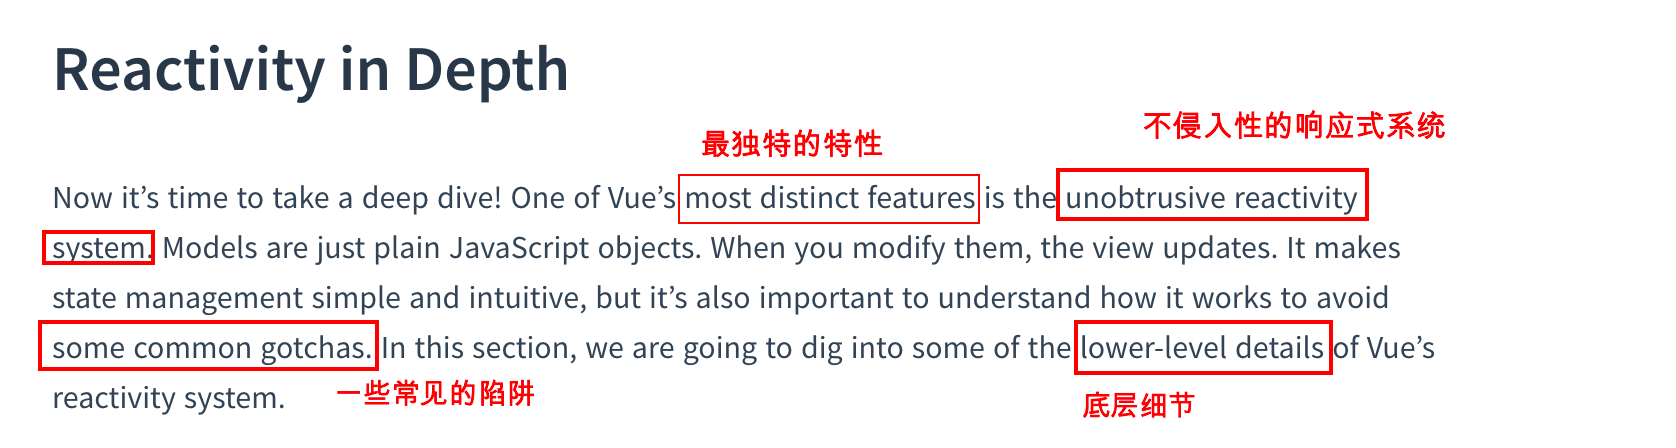 Reactivity in Depth
不侵入性的响应式系统
最独特的特性
Now it’s time to take a deep dive! One of Vue’s most distinct features is the unobtrusive reactivity
system. Models are just plain JavaScript objects. When you modify them, the view updates. It makes
state management simple and intuitive, but it’s also important to understand how it works to avoid
some common gotchas. In this section, we are going to dig into some of the lower-level details of Vue’s
reactivity system.
一些常见的陷阱
底层细节